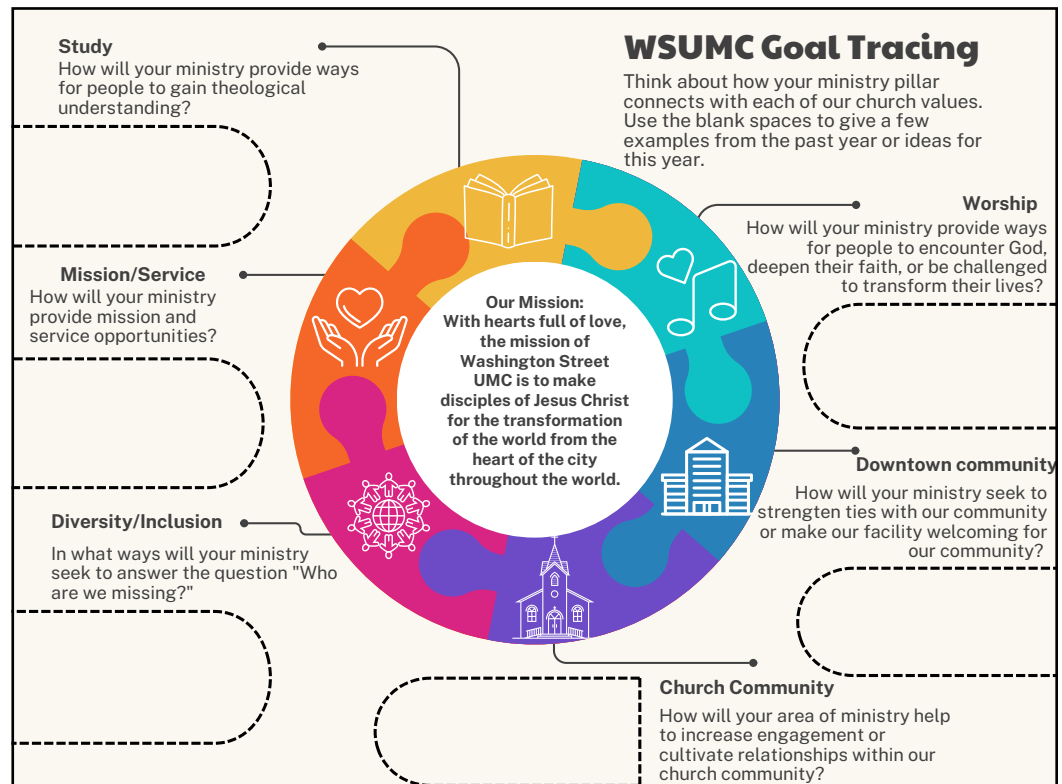 WSUMC Goal Tracing
Think about how your ministry pillar
connects with each of our church values.
Use the blank spaces to give a few
examples from the past year or ideas for
this year.
Study
How will your ministry provide ways
for people to gain theological
understanding?
Worship
How will your ministry provide ways
for people to encounter God,
deepen their faith, or be challenged
to transform their lives?
Mission/Service
How will your ministry
provide mission and
service opportunities?
Our Mission:
With hearts full of love,
the mission of
Washington Street
UMC is to make
disciples of Jesus Christ
for the transformation
of the world from the
heart of the city
throughout the world.
Downtown community
How will your ministry seek to
strengten ties with our community
or make our facility welcoming for
our community?
Diversity/Inclusion
In what ways will your ministry
seek to answer the question "Who
are we missing?"
Church Community
How will your area of ministry help
to increase engagement or
cultivate relationships within our
church community?